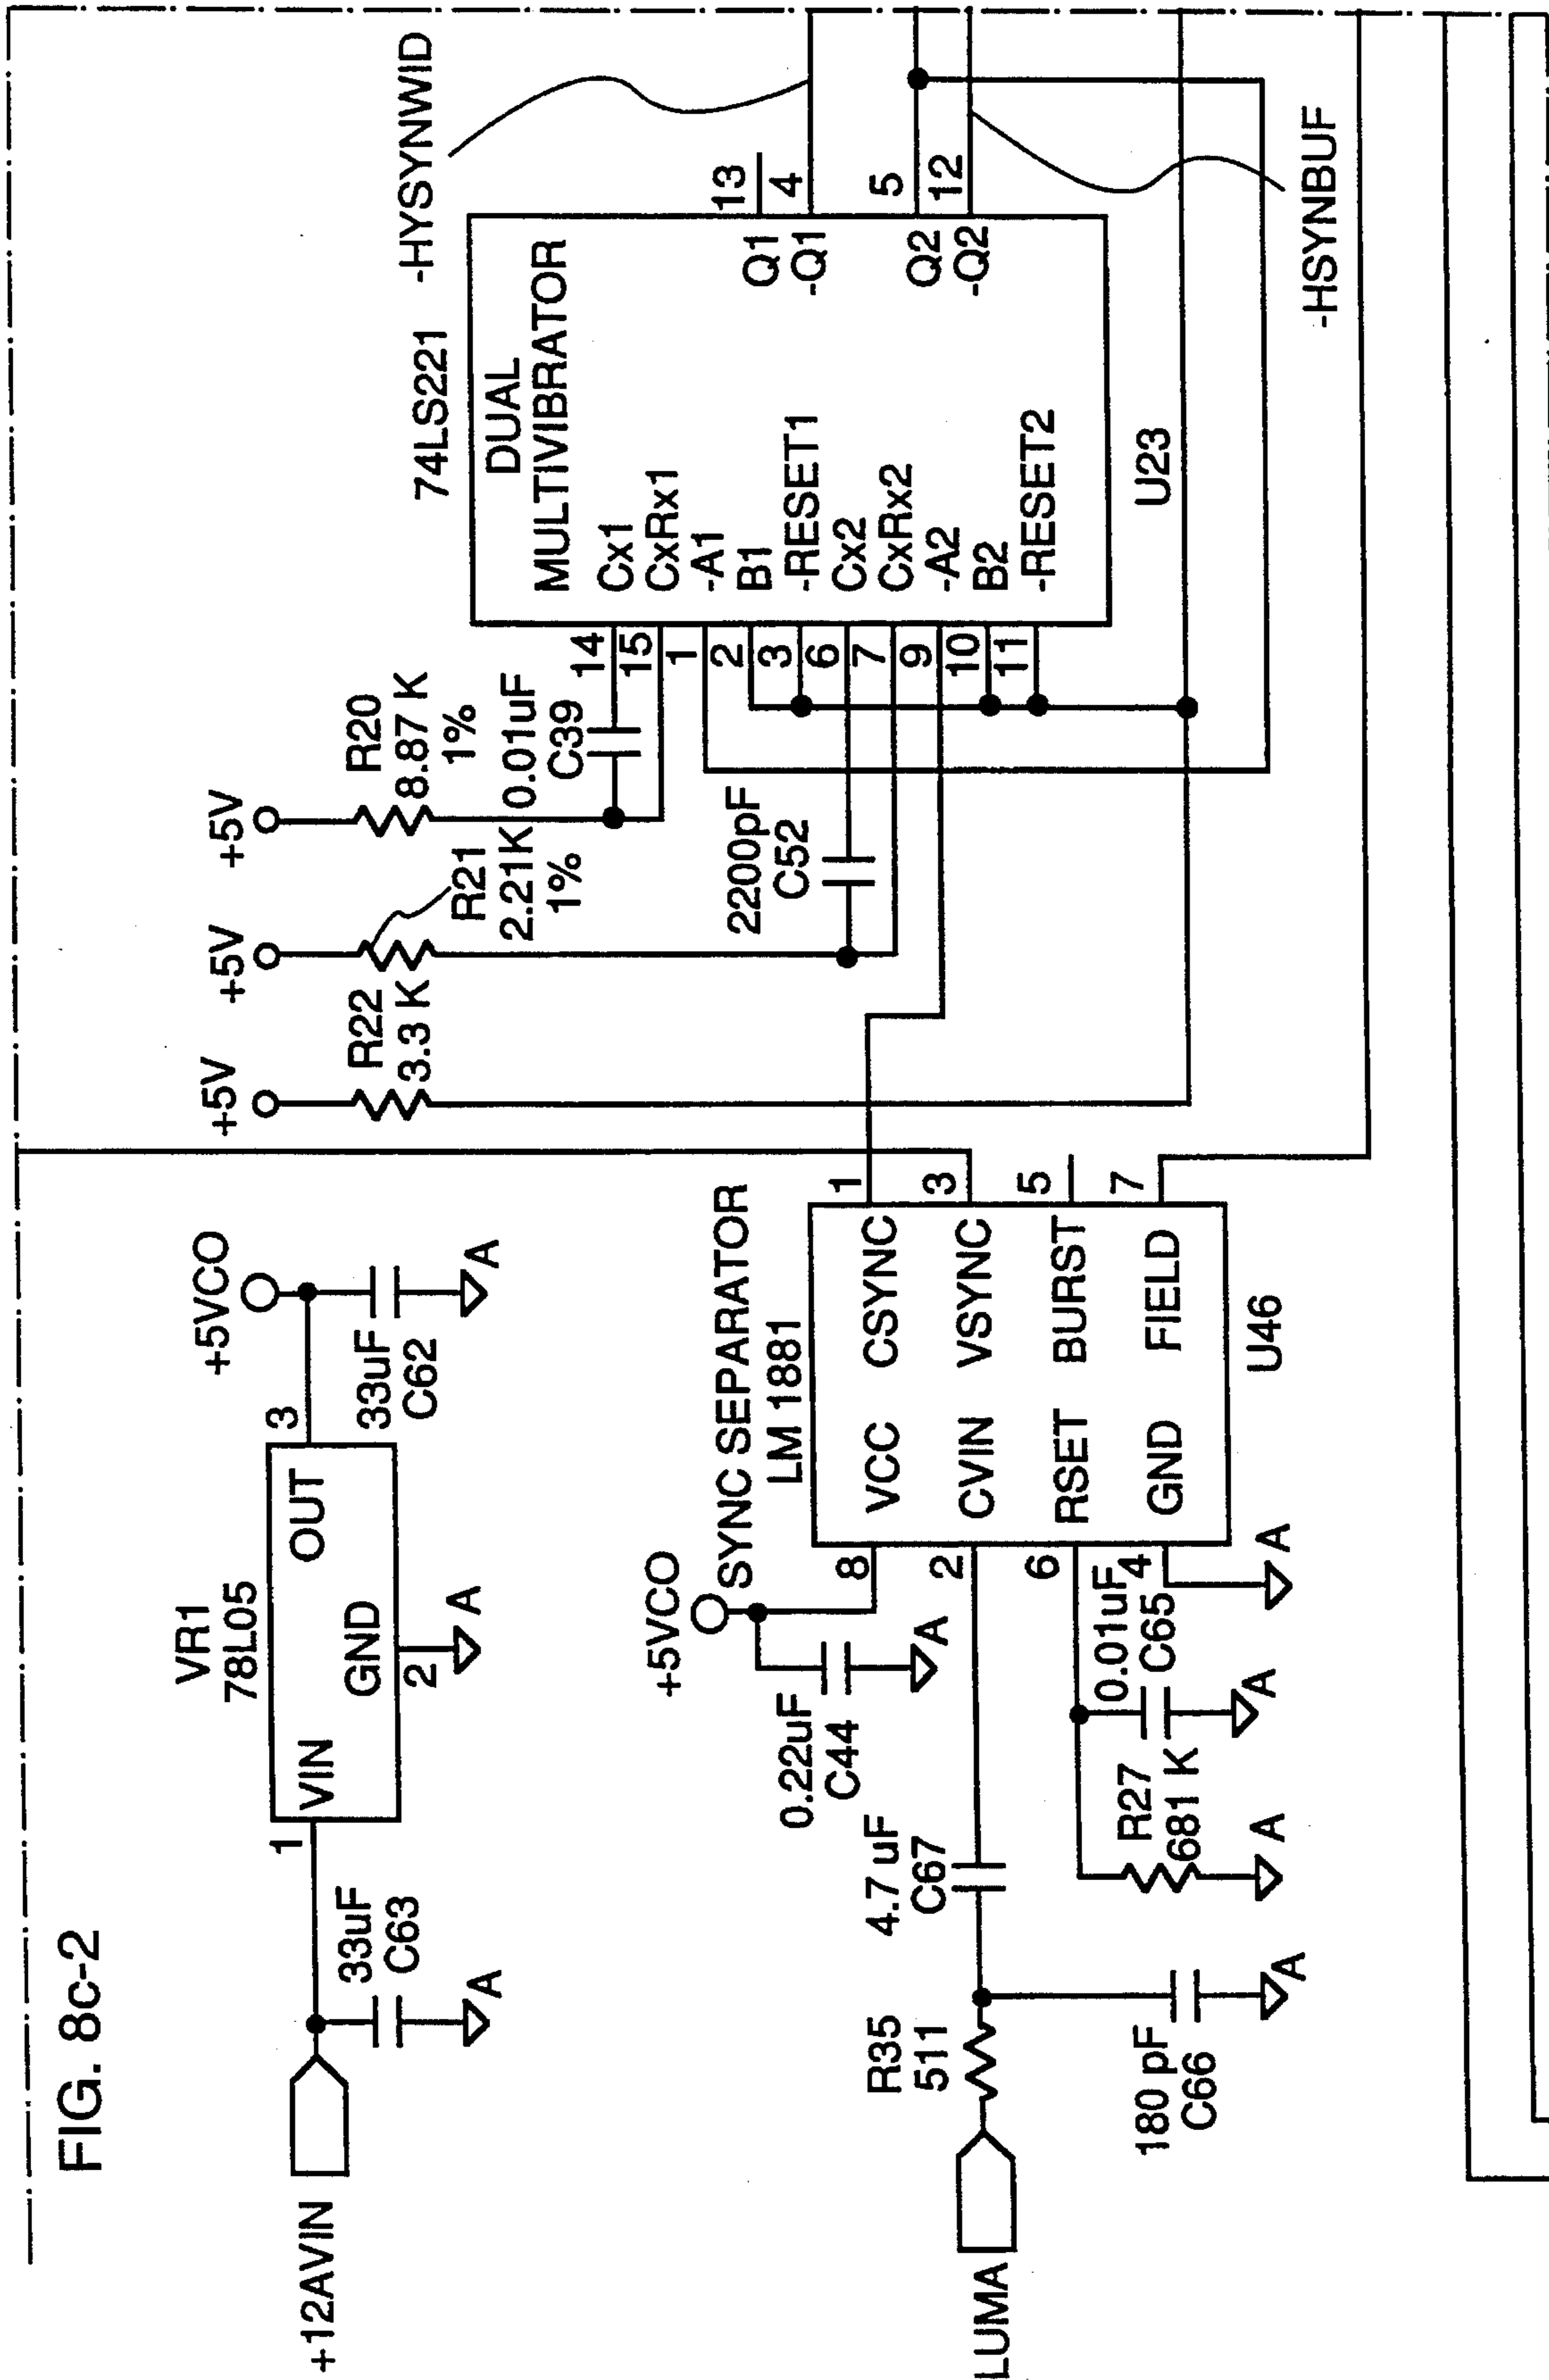 FIG. 8c-2
+12AVIN
33uF
C63
A
VR1
78L05
1
VIN
OUT
GND
2
A
3
+5VCO
33uF
C62
A
LUMA
R35
511
180 pF
C66
A
4.7 uF
C67
R27
681 K
A
0.01uF
C65
A
+5VCO
0.22uF
C44
A
SYNC SEPARATOR
LM 1881
8
VCC
CSYNC
1
2
CVIN
VSYNC
3
6
RSET
BURST
5
4
GND
FIELD
7
A
U46
+5V
R22
3.3 K
+5V
R21
2.21K
1%
+5V
R20
8.87 K
1%
0.01uF
C39
2200pF
C52
74LS221
DUAL
MULTIVIBRATOR
14
Cx1
15
CxRx1
1
-A1
2
B1
3
-RESET1
6
Cx2
7
CxRx2
9
-A2
10
B2
11
-RESET2
Q1
13
-Q1
4
Q2
5
-Q2
12
U23
-HYSYNWID
-HSYNBUF